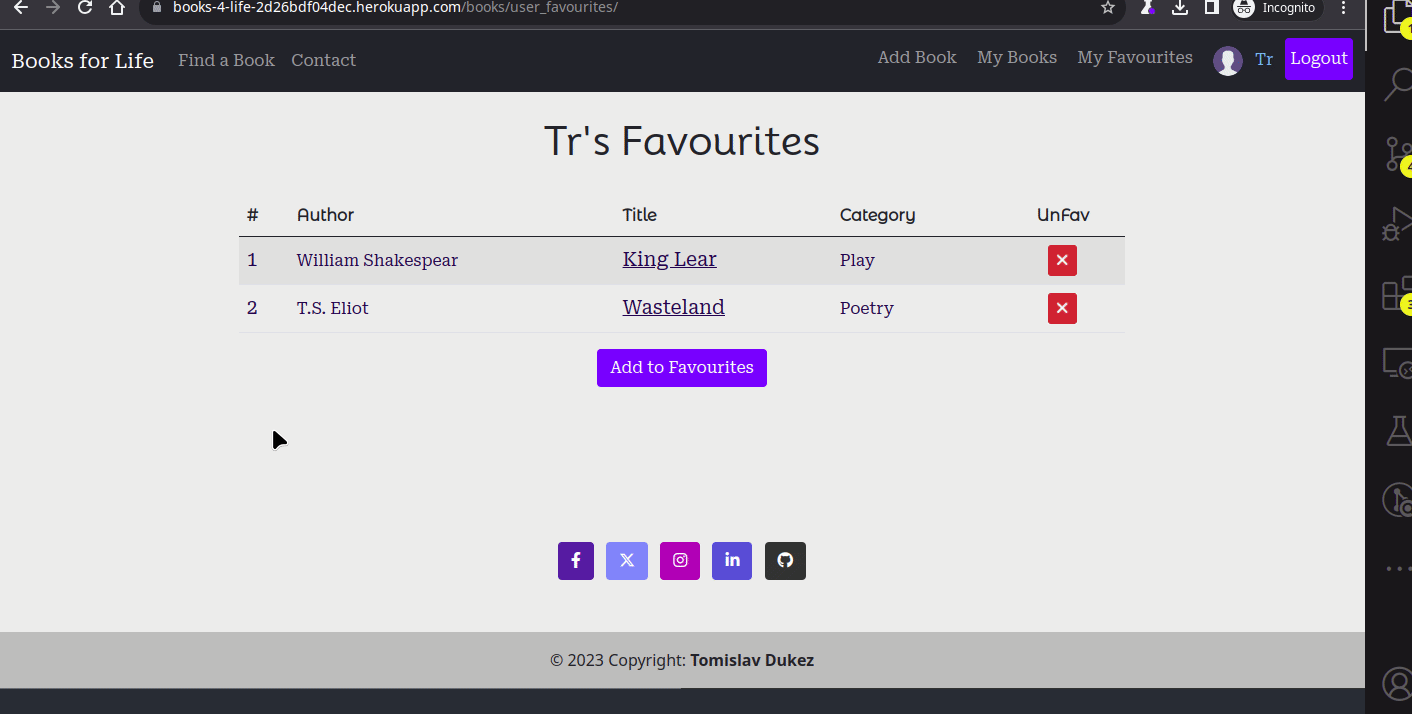 books-4-life-2d26bdf04dec.herokuapp.com/books/user_favourites/
Incognito
Books for Life Find a Book Contact Add Book My Books My Favourites Tr Logout
Tr's Favourites
# Author Title Category UnFav
1 William Shakespear King Lear Play
2 T.S. Eliot Wasteland Poetry
Add to Favourites
© 2023 Copyright: Tomislav Dukez